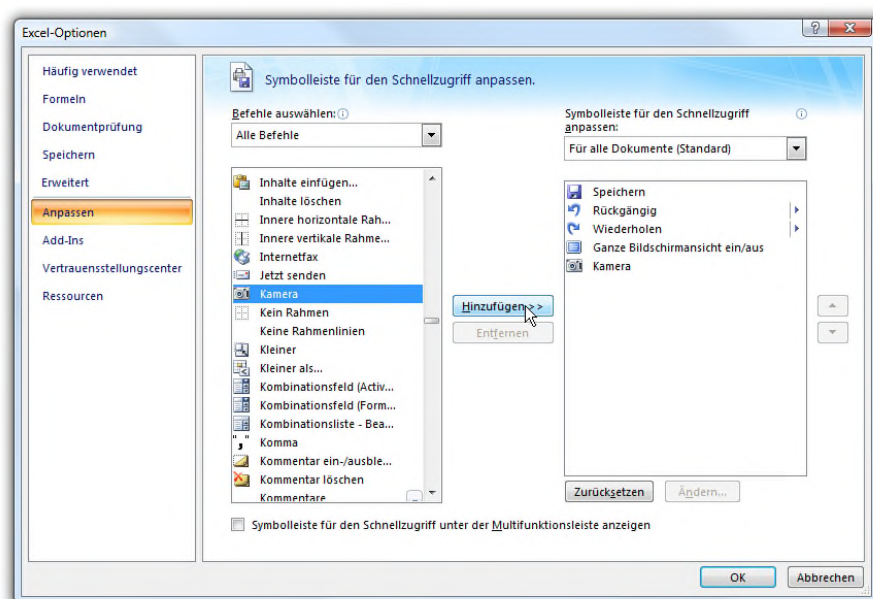 Excel-Optionen
Häufig verwendet
Formeln
Dokumentprüfung
Speichern
Erweitert
Anpassen
Add-Ins
Vertrauensstellungscenter
Ressourcen
Symbolleiste für den Schnellzugriff anpassen.
Befehle auswählen:
Alle Befehle
Inhalte einfügen...
Inhalte löschen
Innere horizontale Rah...
Innere vertikale Rahme...
Internetfax
Jetzt senden
Kamera
Kein Rahmen
Keine Rahmenlinien
Kleiner
Kleiner als...
Kombinationsfeld (Activ...
Kombinationsfeld (Form...
Kombinationsliste - Bea...
Komma
Kommentar ein-/ausble...
Kommentar löschen
Kommentare
Hinzufügen >>
Entfernen
Symbolleiste für den Schnellzugriff
anpassen:
Für alle Dokumente (Standard)
Speichern
Rückgängig
Wiederholen
Ganze Bildschirmansicht ein/aus
Kamera
Zurücksetzen
Ändern...
Symbolleiste für den Schnellzugriff unter der Multifunktionsleiste anzeigen
OK
Abbrechen